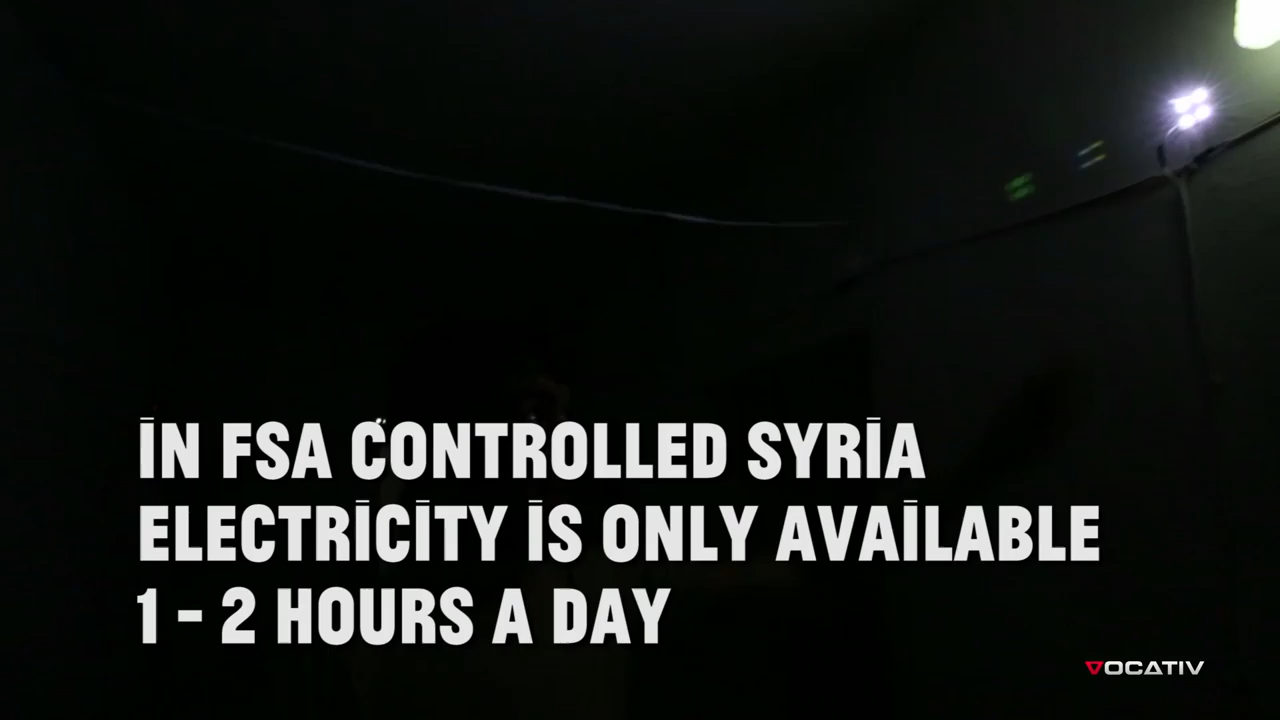 IN FSA CONTROLLED SYRIA
ELECTRICITY IS ONLY AVAILABLE
1 - 2 HOURS A DAY
VOCATIV